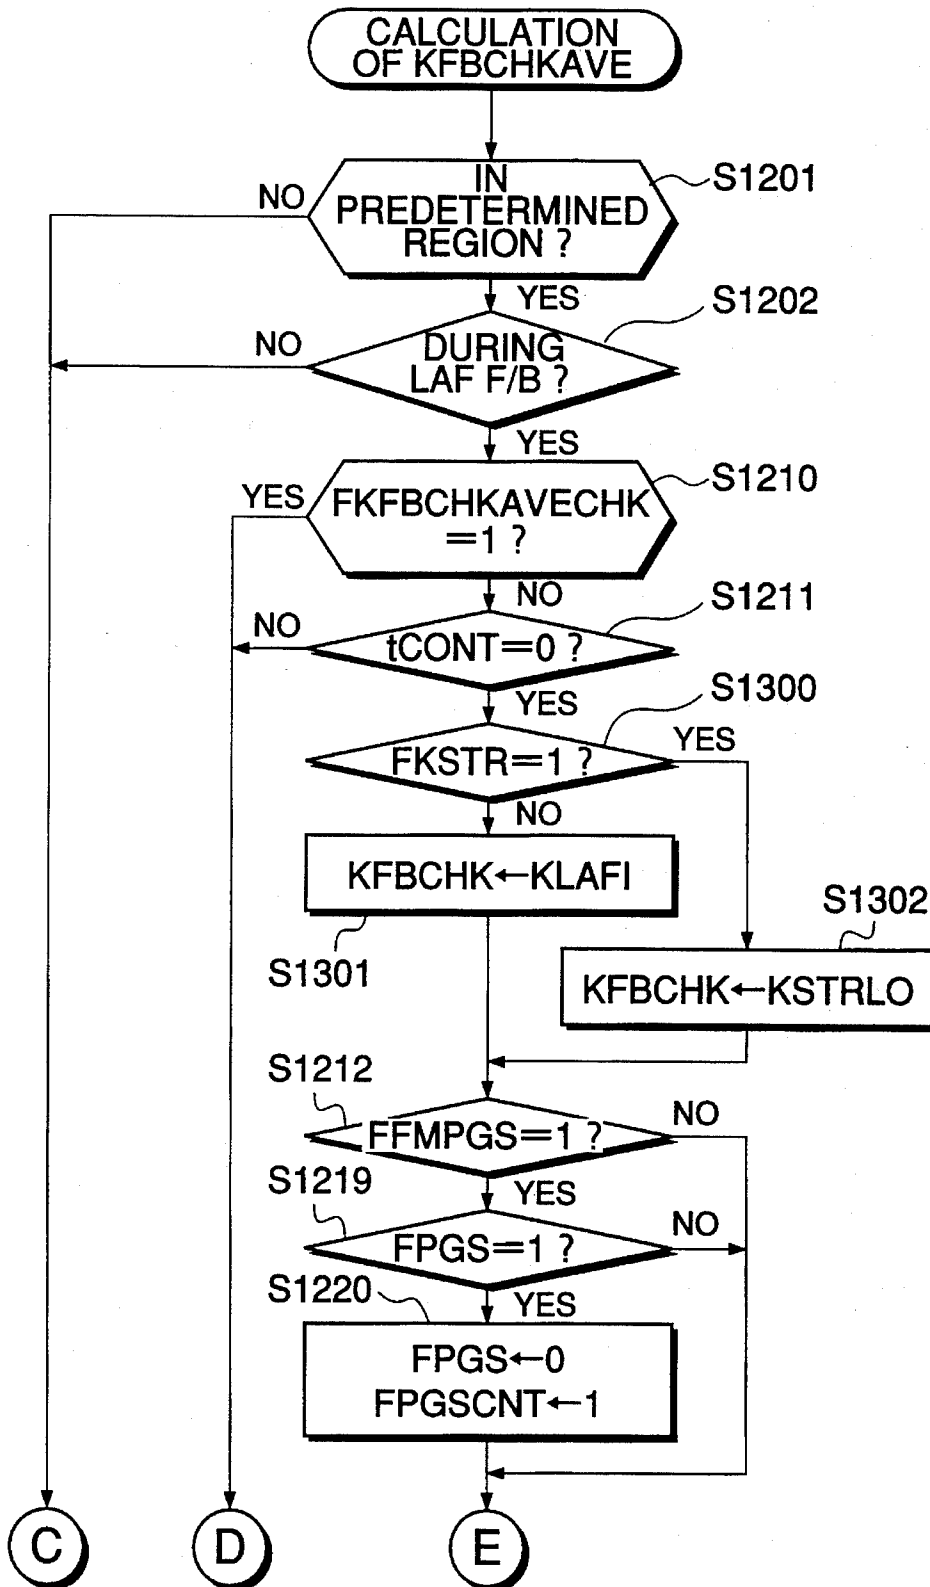 CALCULATION
OF KFBCHKAVE
IN
PREDETERMINED
REGION ?
S1201
NO
YES
S1202
DURING
LAF F/B ?
NO
YES
S1210
FKFBCHKAVECHK
=1 ?
YES
NO
S1211
tCONT=0 ?
NO
YES
S1300
FKSTR=1 ?
YES
NO
KFBCHK←KLAFI
S1301
S1302
KFBCHK←KSTRLO
S1212
FFMPGS=1 ?
NO
YES
S1219
FPGS=1 ?
NO
YES
S1220
FPGS←0
FPGSCNT←1
C
D
E